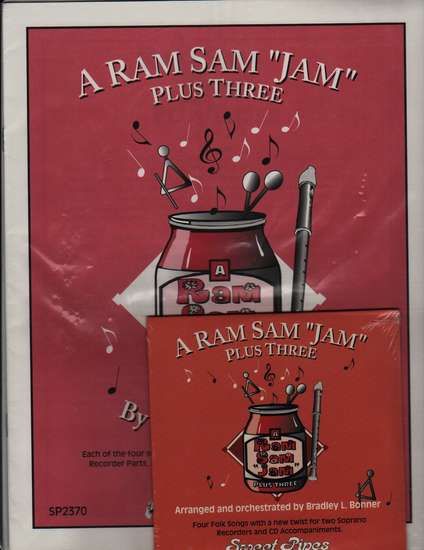 A RAM SAM "JAM"
PLUS THREE
A
Ram
By
Each of the four
Recorder Parts,
SP2370
A RAM SAM "JAM"
PLUS THREE
A
Ram
Sam
"Jam"
PLUS THREE
Arranged and orchestrated by Bradley L. Bonner
Four Folk Songs with a new twist for two Soprano
Recorders and CD Accompaniments.
Sweet Pipes